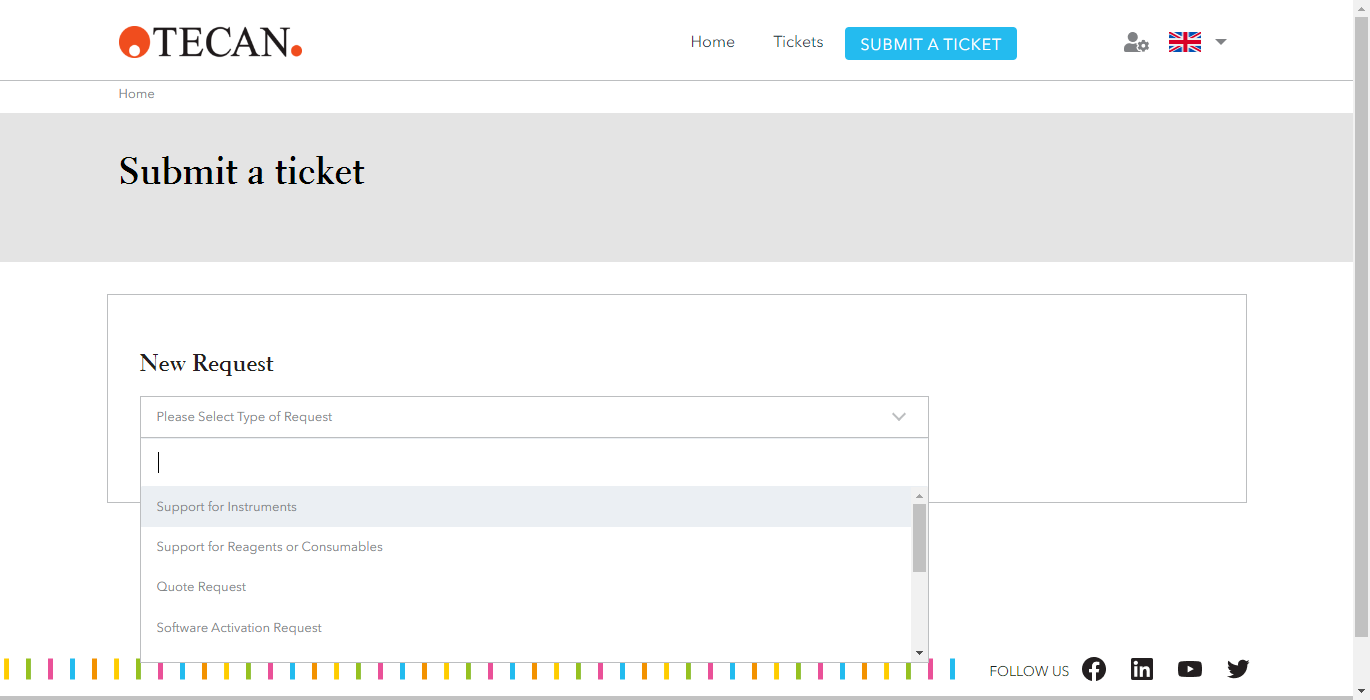 TECAN.
Home
Tickets
SUBMIT A TICKET
Home
Submit a ticket
New Request
Please Select Type of Request
Support for Instruments
Support for Reagents or Consumables
Quote Request
Software Activation Request
FOLLOW US